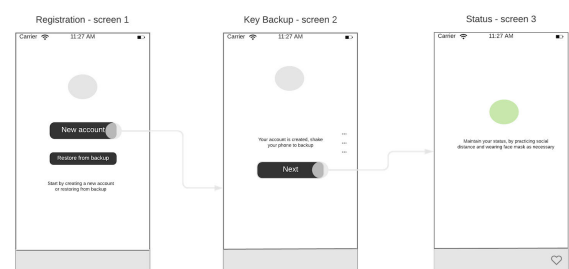 Registration - screen 1
Carrier 11:27 AM
New account
Restore from backup
Start by creating a new account
or restoring from backup
Key Backup - screen 2
Carrier 11:27 AM
Your account is created, shake
your phone to backup
...
...
...
Next
Status - screen 3
Carrier 11:27 AM
Maintain your status, by practicing social
distance and wearing face mask as necessary